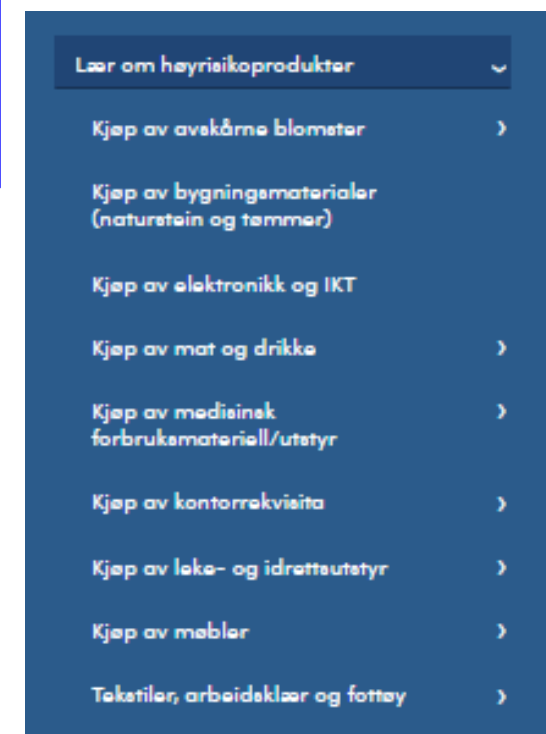 Lær om høyrisikoprodukter
Kjøp av avskårne blomster
Kjøp av bygningsmaterialer
(naturstein og tømmer)
Kjøp av elektronikk og IKT
Kjøp av mat og drikke
Kjøp av medisinsk
forbruksmateriell/utstyr
Kjøp av kontorrekvisita
Kjøp av leke- og idrettsutstyr
Kjøp av møbler
Tekstiler, arbeidsklær og fottøy